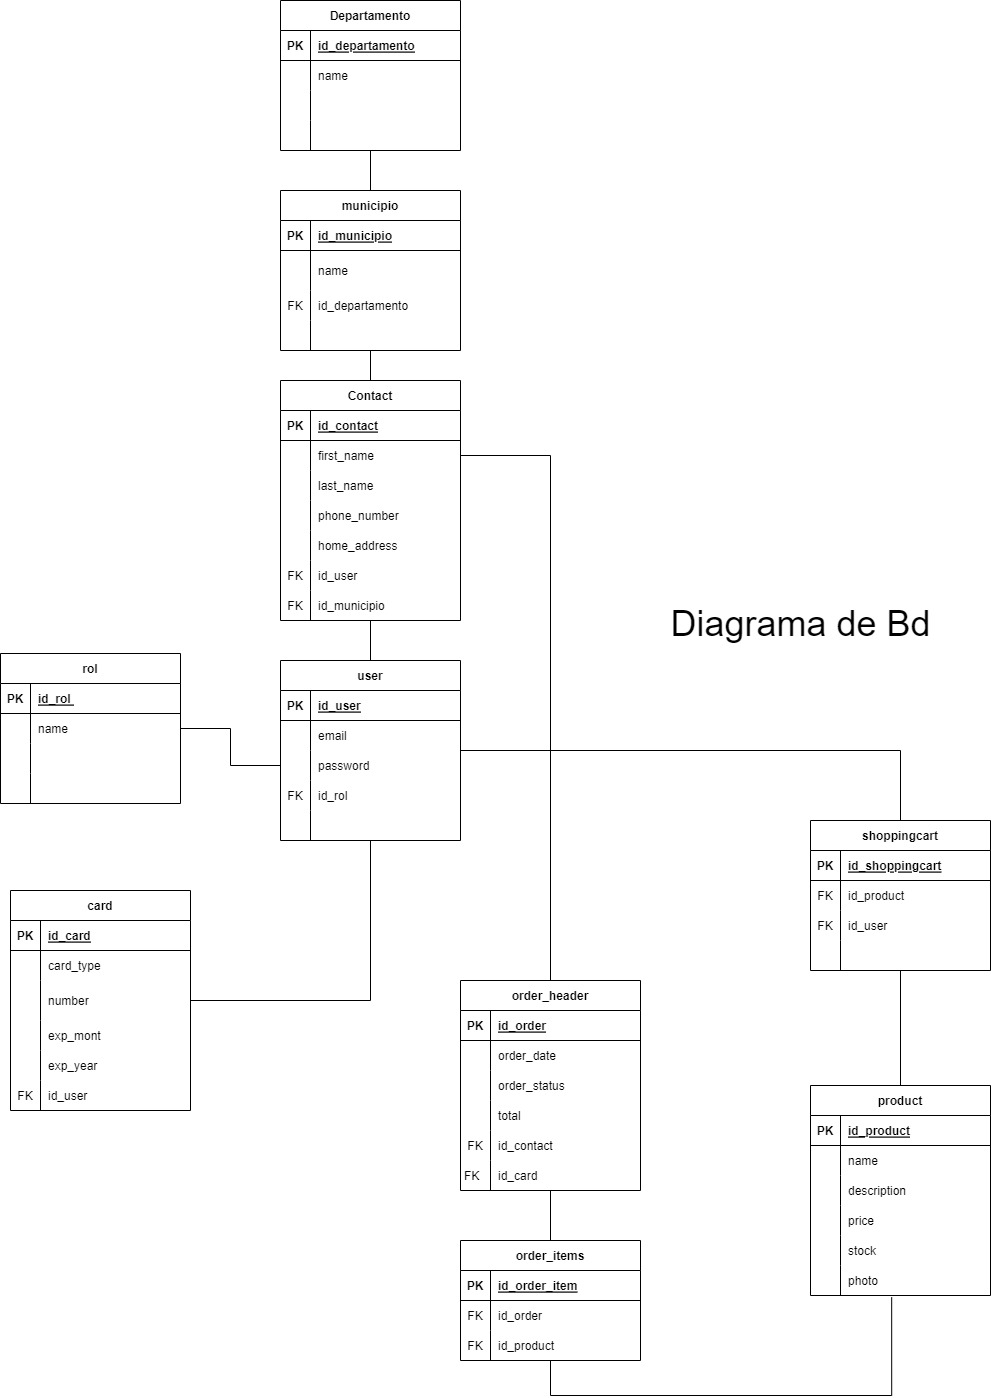 Departamento
PK id_departamento
name
municipio
PK id_municipio
name
FK id_departamento
Contact
PK id_contact
first_name
last_name
phone_number
home_address
FK id_user
FK id_municipio
Diagrama de Bd
rol
PK id_rol
name
user
PK id_user
email
password
FK id_rol
shoppingcart
PK id_shoppingcart
FK id_product
FK id_user
card
PK id_card
card_type
number
exp_mont
exp_year
FK id_user
order_header
PK id_order
order_date
order_status
total
FK id_contact
FK id_card
product
PK id_product
name
description
price
stock
photo
order_items
PK id_order_item
FK id_order
FK id_product